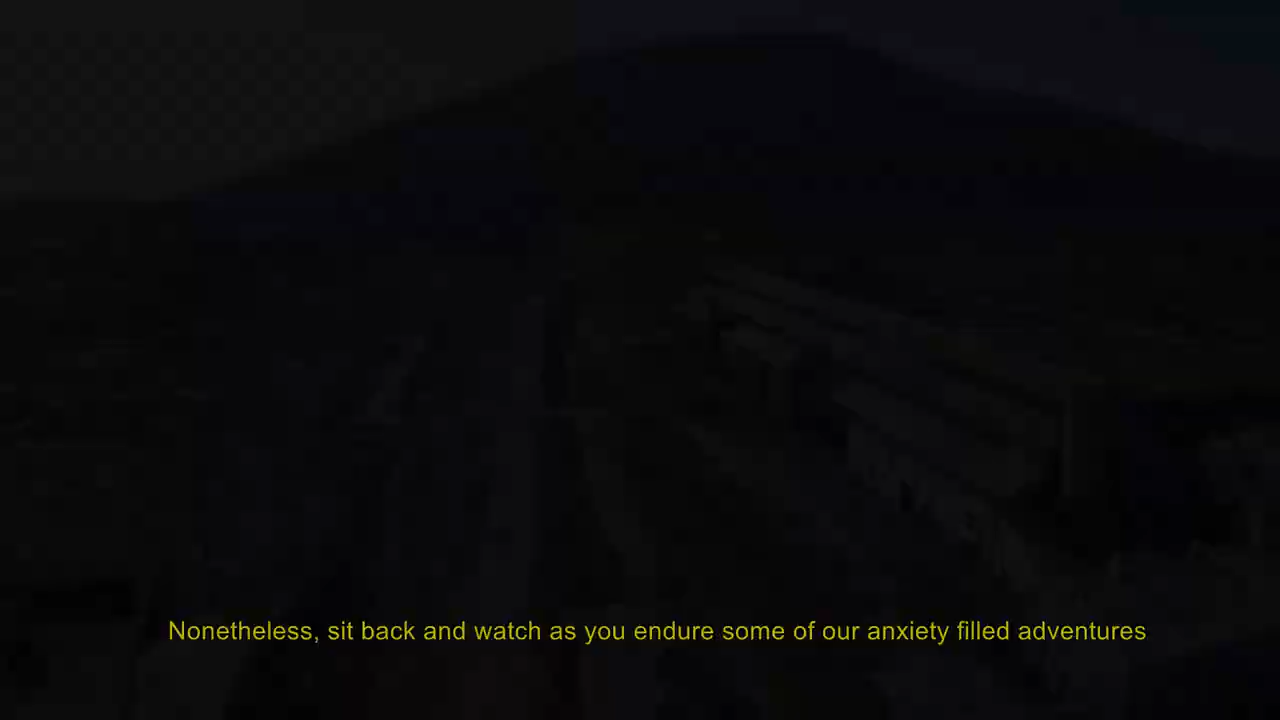 Nonetheless, sit back and watch as you endure some of our anxiety filled adventures